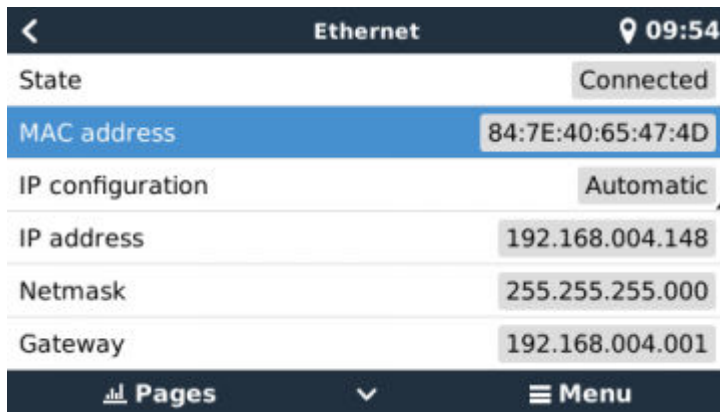 Ethernet 09:54
State Connected
MAC address 84:7E:40:65:47:4D
IP configuration Automatic
IP address 192.168.004.148
Netmask 255.255.255.000
Gateway 192.168.004.001
Pages Menu